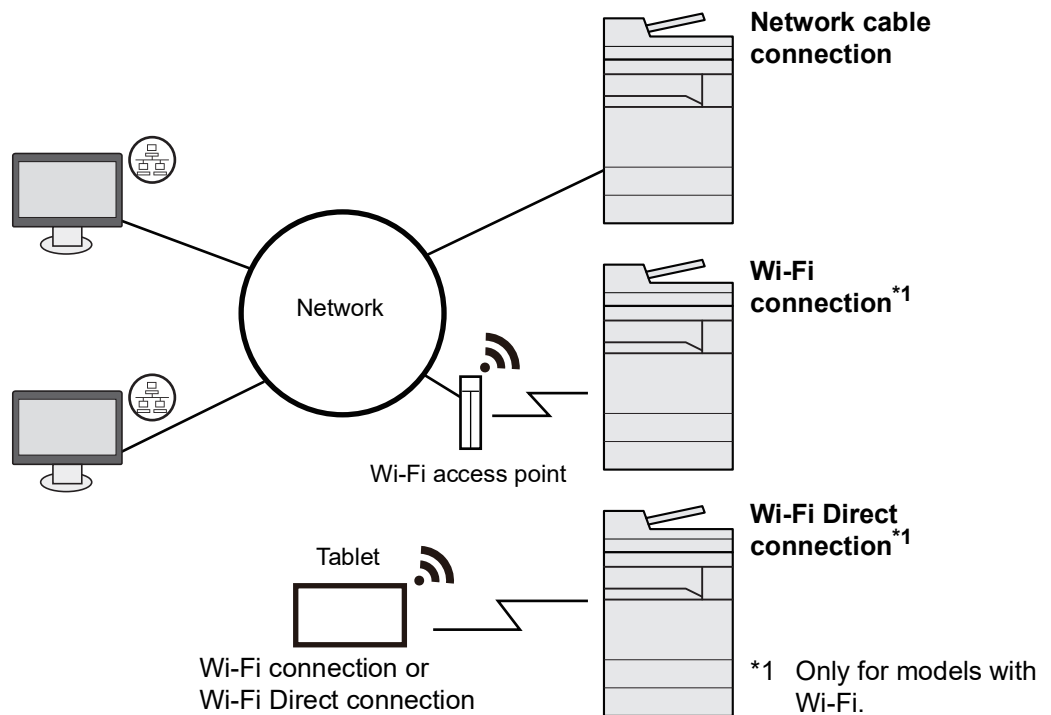 Network cable
connection
Network
Wi-Fi
connection*1
Wi-Fi access point
Wi-Fi Direct
connection*1
Tablet
Wi-Fi connection or
Wi-Fi Direct connection
*1 Only for models with
Wi-Fi.